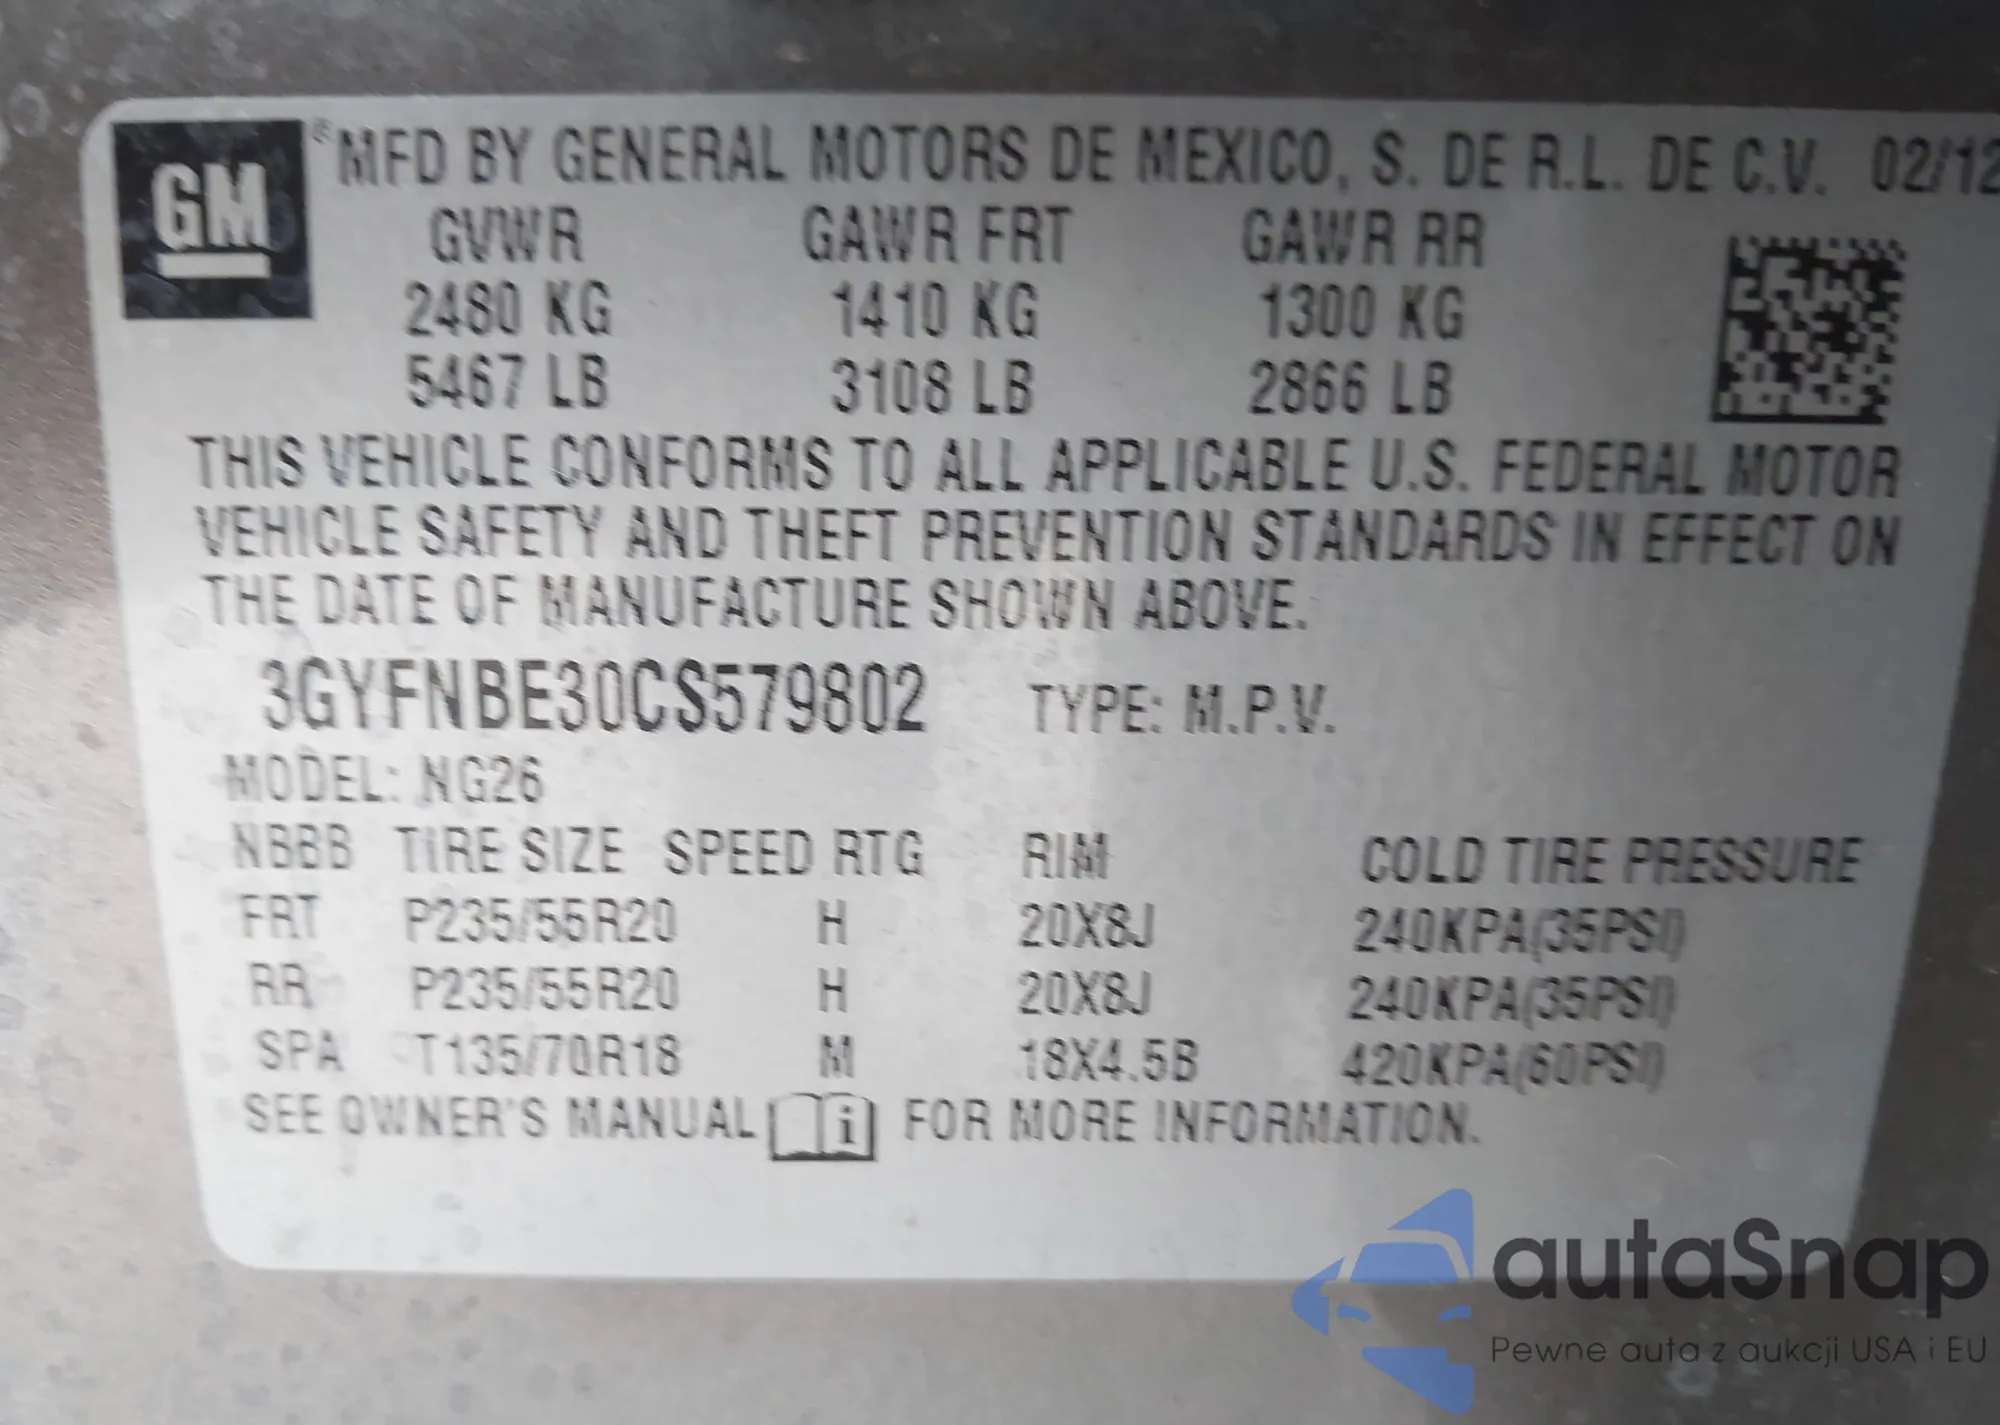 GM ® MFD BY GENERAL MOTORS DE MEXICO, S. DE R.L. DE C.V. 02/12
GVWR GAWR FRT GAWR RR
2480 KG 1410 KG 1300 KG
5467 LB 3108 LB 2866 LB
THIS VEHICLE CONFORMS TO ALL APPLICABLE U.S. FEDERAL MOTOR
VEHICLE SAFETY AND THEFT PREVENTION STANDARDS IN EFFECT ON
THE DATE OF MANUFACTURE SHOWN ABOVE.
3GYFNBE30CS579802 TYPE: M.P.V.
MODEL: NG26
NBBB TIRE SIZE SPEED RTG RIM COLD TIRE PRESSURE
FRT P235/55R20 H 20X8J 240KPA(35PSI)
RR P235/55R20 H 20X8J 240KPA(35PSI)
SPA T135/70R18 M 18X4.5B 420KPA(60PSI)
SEE OWNER'S MANUAL i FOR MORE INFORMATION.
autaSnap
Pewne auta z aukcji USA i EU